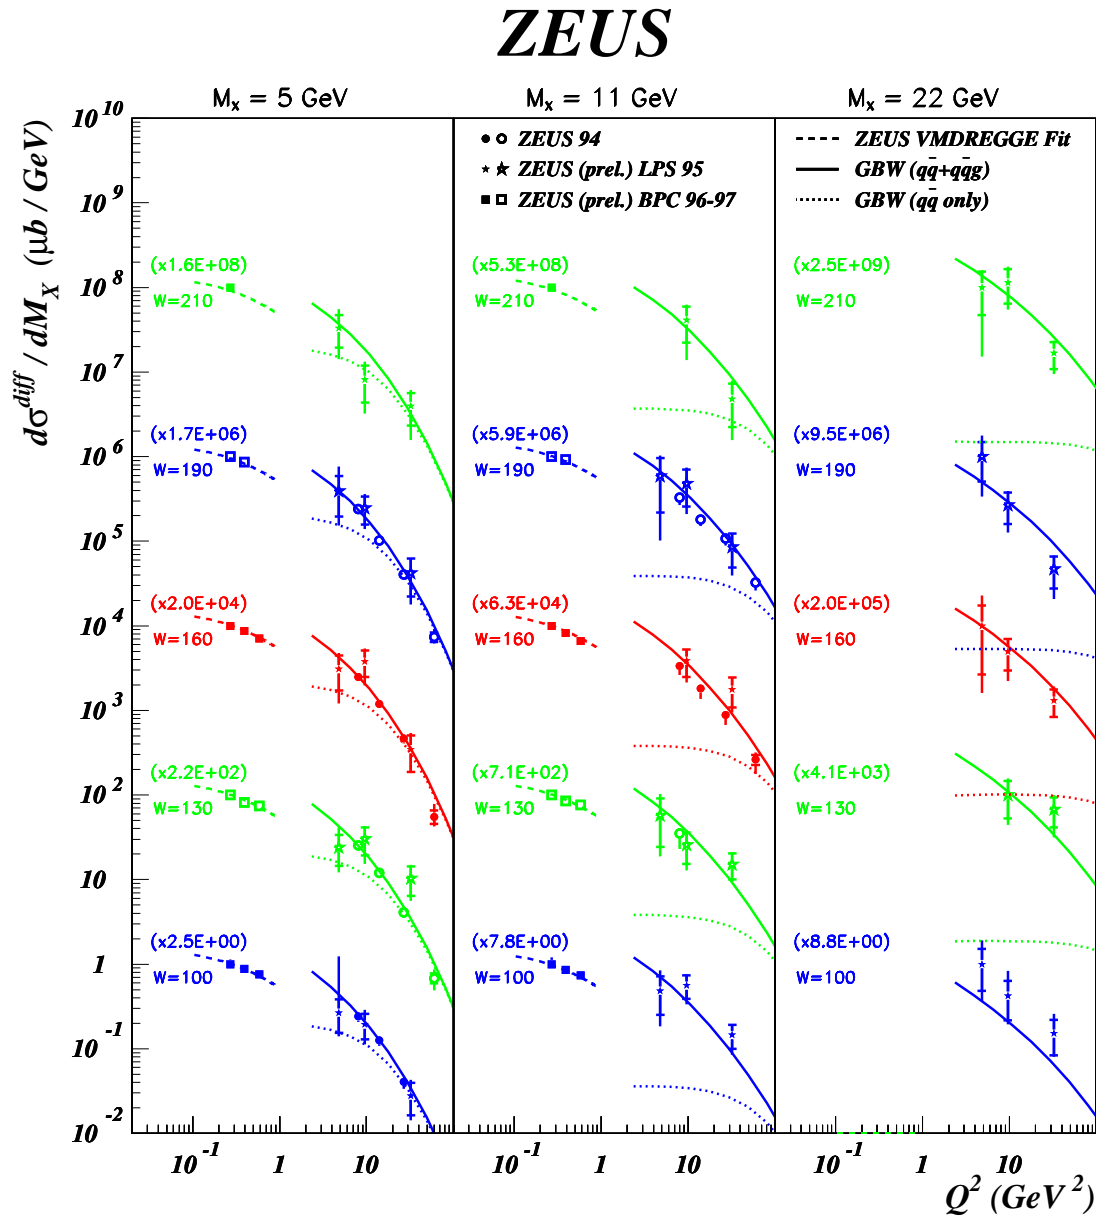 ZEUS
M_x = 5 GeV
M_x = 11 GeV
M_x = 22 GeV
dσ^diff / dM_X (μb / GeV)
10^10
10^9
10^8
10^7
10^6
10^5
10^4
10^3
10^2
10
1
10^-1
10^-2
(x1.6E+08)
W=210
(x1.7E+06)
W=190
(x2.0E+04)
W=160
(x2.2E+02)
W=130
(x2.5E+00)
W=100
ZEUS 94
ZEUS (prel.) LPS 95
ZEUS (prel.) BPC 96-97
(x5.3E+08)
W=210
(x5.9E+06)
W=190
(x6.3E+04)
W=160
(x7.1E+02)
W=130
(x7.8E+00)
W=100
ZEUS VMDREGGE Fit
GBW (qq̄+qq̄g)
GBW (qq̄ only)
(x2.5E+09)
W=210
(x9.5E+06)
W=190
(x2.0E+05)
W=160
(x4.1E+03)
W=130
(x8.8E+00)
W=100
10^-1 1 10
10^-1 1 10
10^-1 1 10
Q^2 (GeV^2)